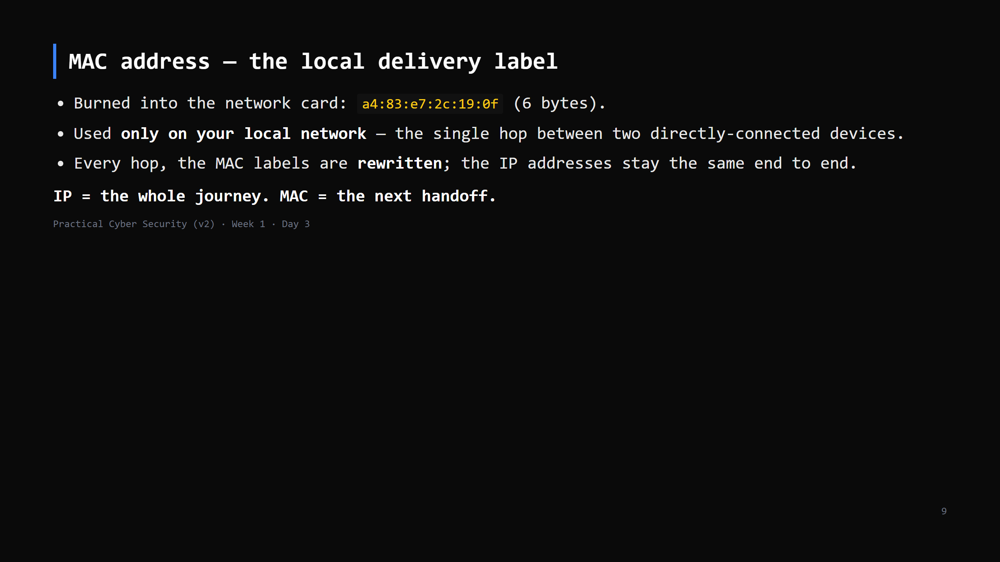 MAC address — the local delivery label
• Burned into the network card: a4:83:e7:2c:19:0f (6 bytes).
• Used only on your local network — the single hop between two directly-connected devices.
• Every hop, the MAC labels are rewritten; the IP addresses stay the same end to end.
IP = the whole journey. MAC = the next handoff.
Practical Cyber Security (v2) · Week 1 · Day 3
9